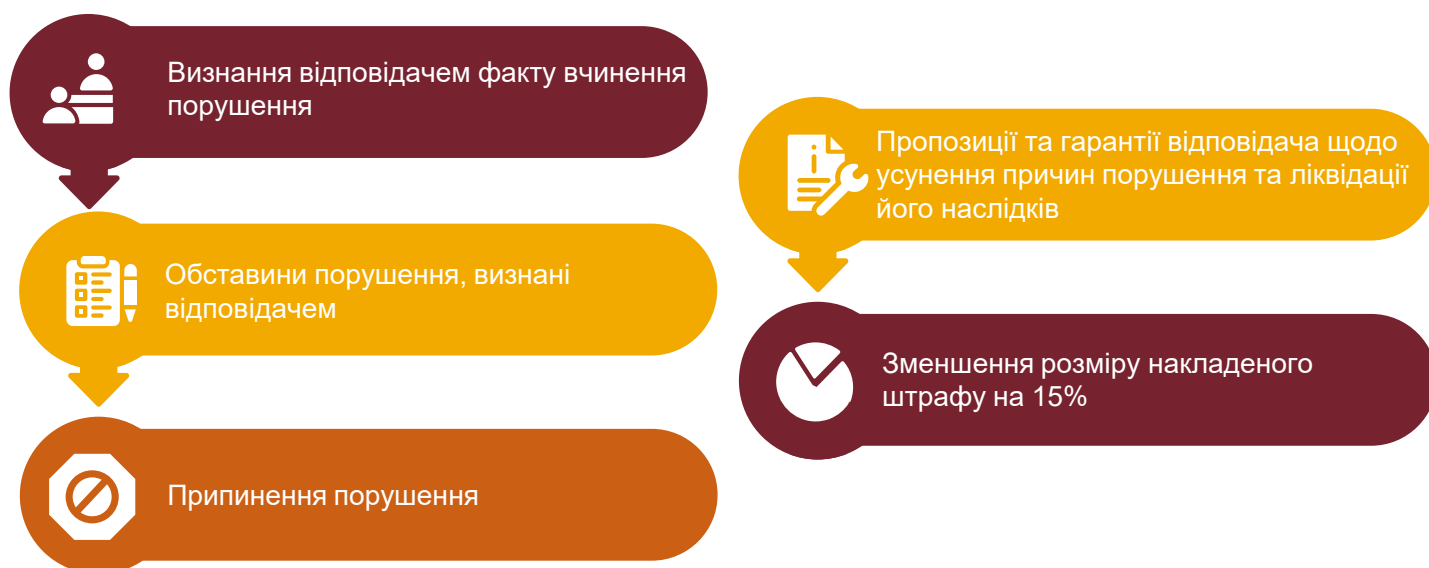 Визнання відповідачем факту вчинення
порушення
Обставини порушення, визнані
відповідачем
Припинення порушення
Пропозиції та гарантії відповідача щодо
усунення причин порушення та ліквідації
його наслідків
Зменшення розміру накладеного
штрафу на 15%